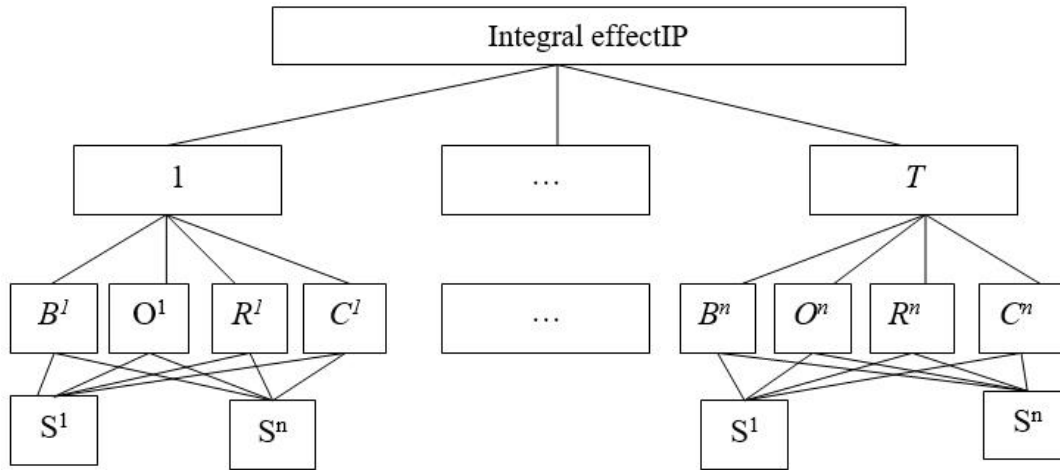 Integral effectIP
1
…
T
B¹
O¹
R¹
C¹
…
Bⁿ
Oⁿ
Rⁿ
Cⁿ
S¹
Sⁿ
S¹
Sⁿ